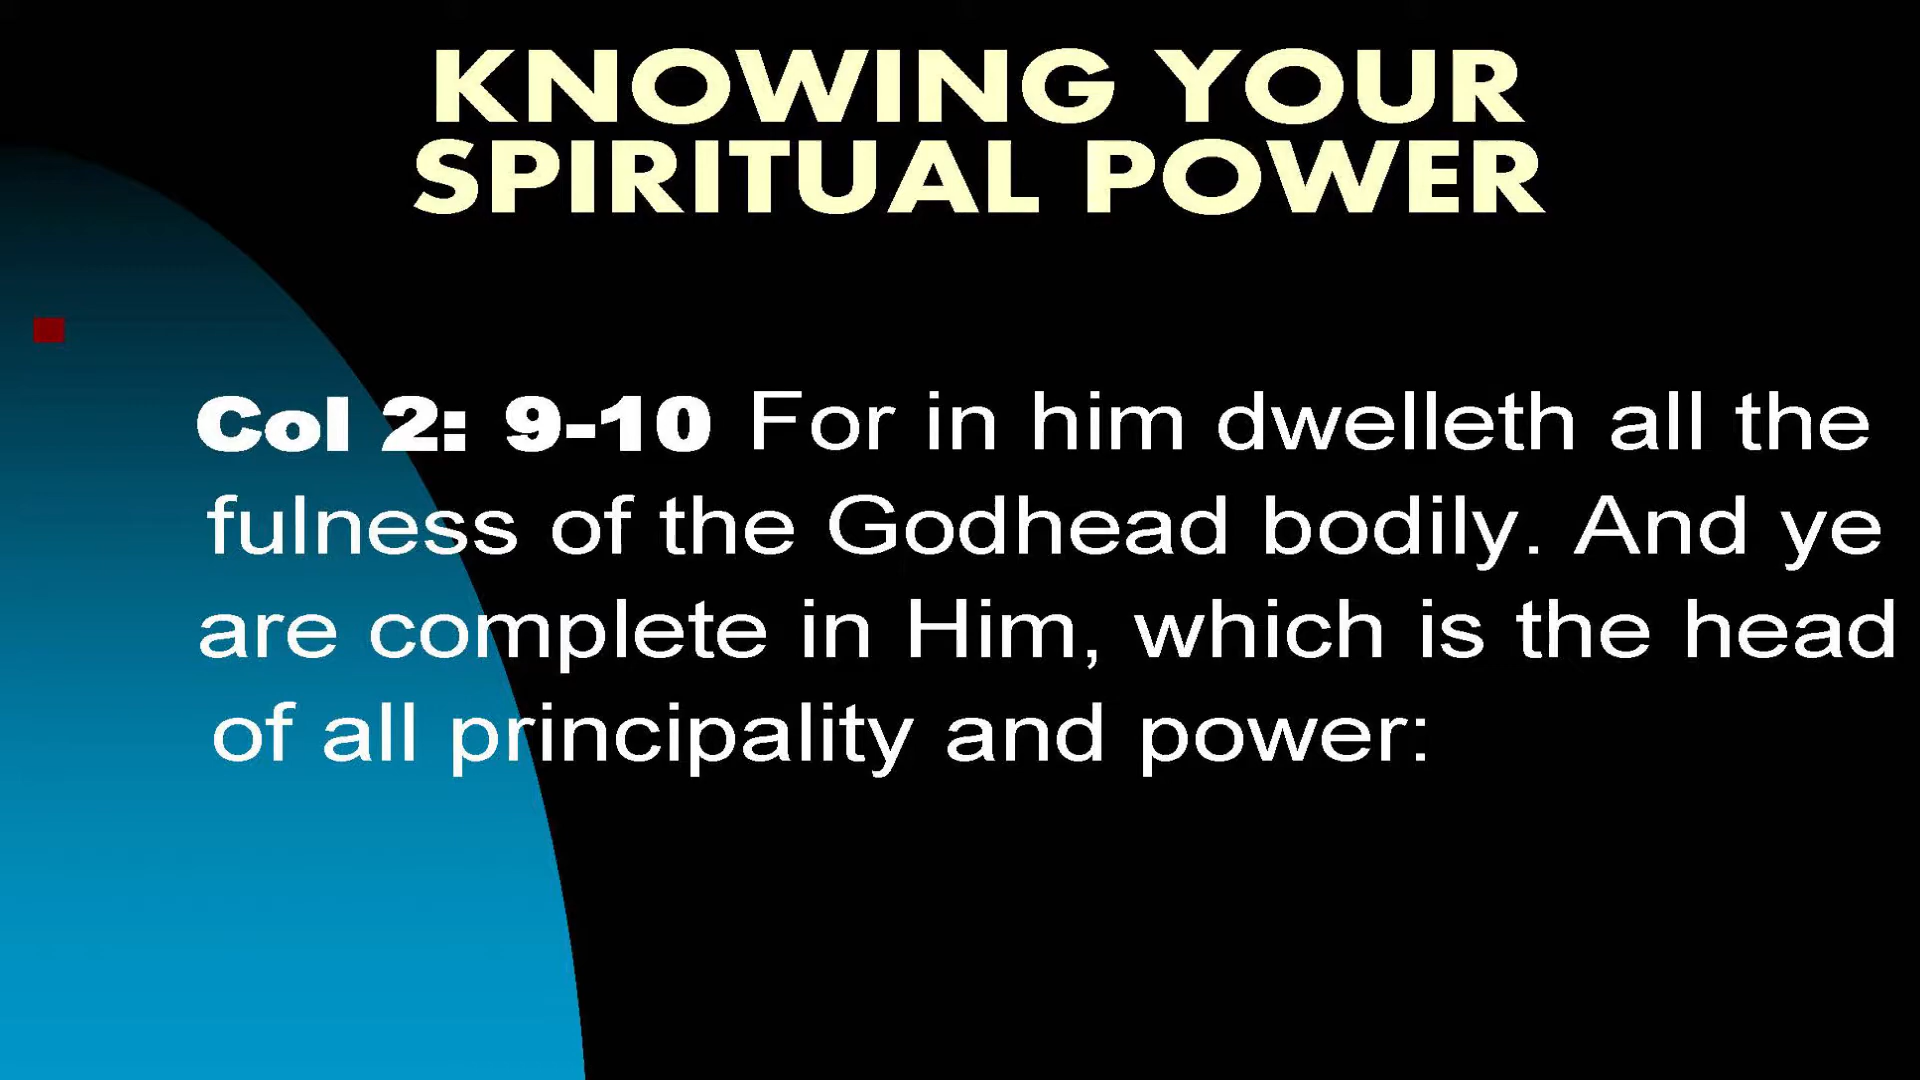 KNOWING YOUR
SPIRITUAL POWER
Col 2: 9-10 For in him dwelleth all the
fulness of the Godhead bodily. And ye
are complete in Him, which is the head
of all principality and power: